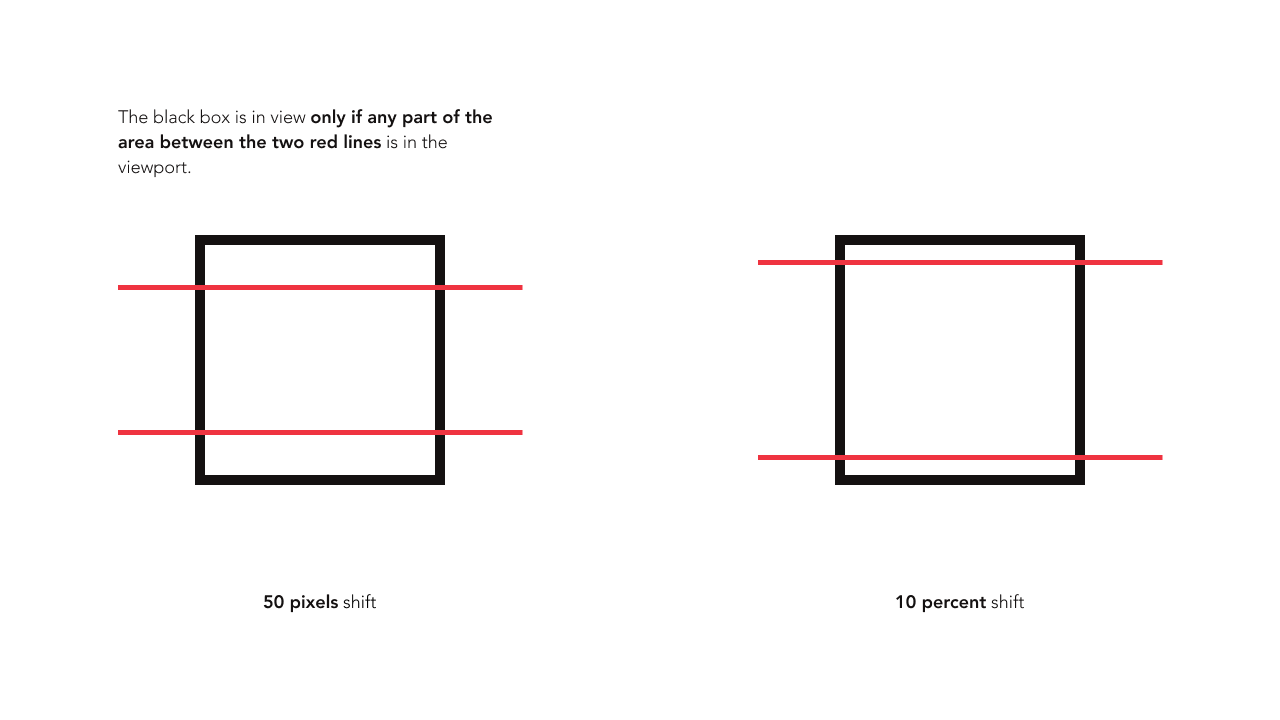 The black box is in view only if any part of the
area between the two red lines is in the
viewport.
50 pixels shift
10 percent shift